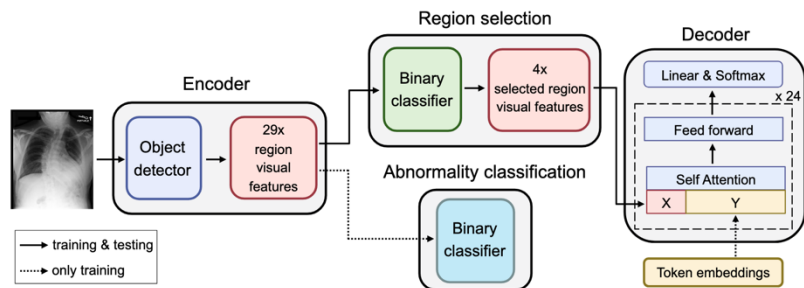 Region selection
Decoder
Encoder
Binary
classifier
4x
selected region
visual features
Linear & Softmax
x 24
Object
detector
29x
region
visual
features
Feed forward
Abnormality classification
Self Attention
X
Y
Binary
classifier
training & testing
only training
Token embeddings